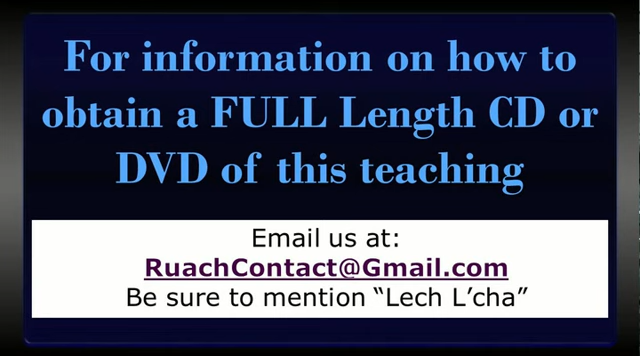 For information on how to
obtain a FULL Length CD or
DVD of this teaching
Email us at:
RuachContact@Gmail.com
Be sure to mention “Lech L’cha”